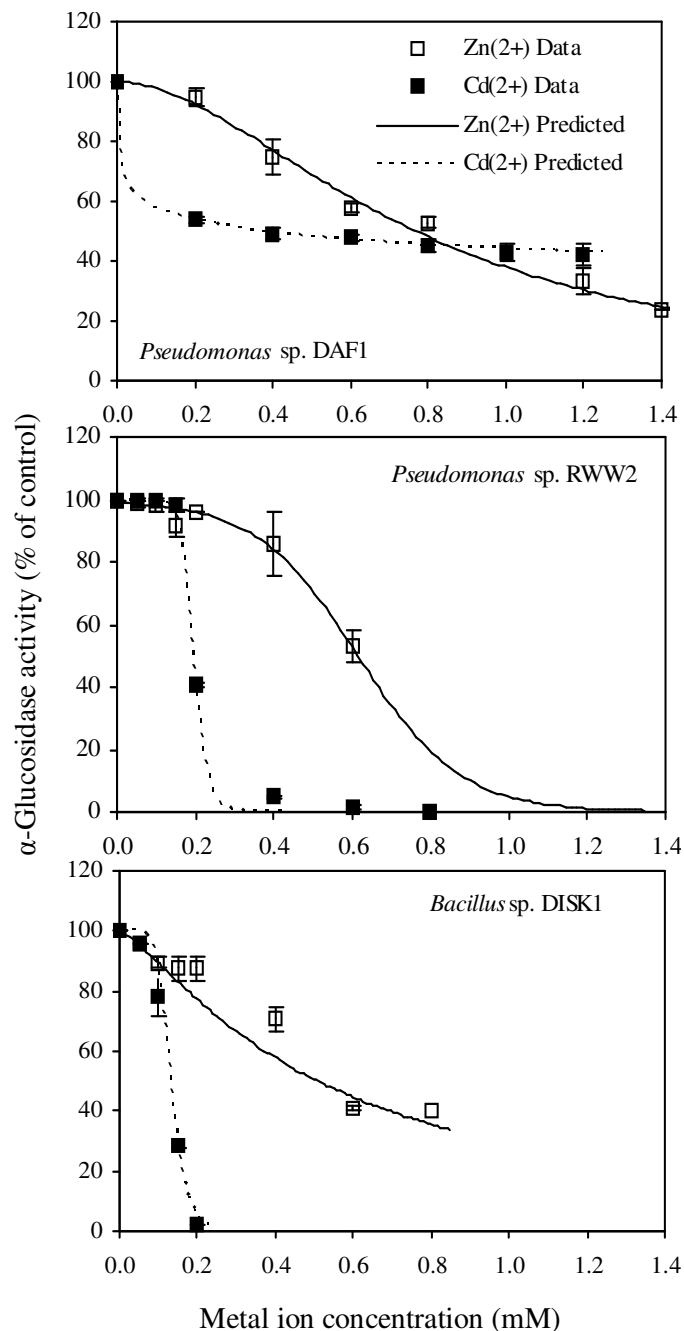 120
100
80
60
40
20
0
Zn(2+) Data
Cd(2+) Data
Zn(2+) Predicted
Cd(2+) Predicted
Pseudomonas sp. DAF1
0.0 0.2 0.4 0.6 0.8 1.0 1.2 1.4
α-Glucosidase activity (% of control)
120
100
80
60
40
20
0
Pseudomonas sp. RWW2
0.0 0.2 0.4 0.6 0.8 1.0 1.2 1.4
120
100
80
60
40
20
0
Bacillus sp. DISK1
0.0 0.2 0.4 0.6 0.8 1.0 1.2 1.4
Metal ion concentration (mM)